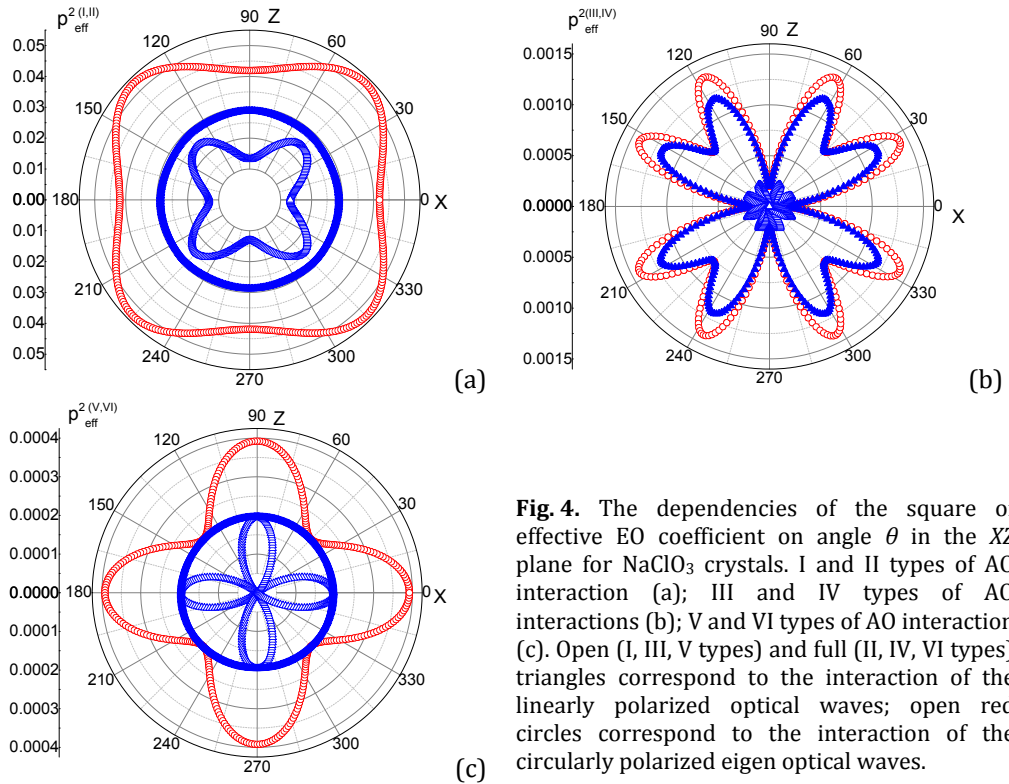 p²eff (I,II)
0.05
0.04
0.03
0.02
0.01
0.00
0.01
0.02
0.03
0.04
0.05
90 Z
120 60
150 30
180 0 X
210 330
240 300
270
(a)
p²eff (III,IV)
0.0015
0.0010
0.0005
0.0000
0.0005
0.0010
0.0015
90 Z
120 60
150 30
180 0 X
210 330
240 300
270
(b)
p²eff (V,VI)
0.0004
0.0003
0.0002
0.0001
0.0000
0.0001
0.0002
0.0003
0.0004
90 Z
120 60
150 30
180 0 X
210 330
240 300
270
(c)
Fig. 4. The dependencies of the square of
effective EO coefficient on angle θ in the XZ
plane for NaClO₃ crystals. I and II types of AO
interaction (a); III and IV types of AO
interactions (b); V and VI types of AO interaction
(c). Open (I, III, V types) and full (II, IV, VI types)
triangles correspond to the interaction of the
linearly polarized optical waves; open red
circles correspond to the interaction of the
circularly polarized eigen optical waves.